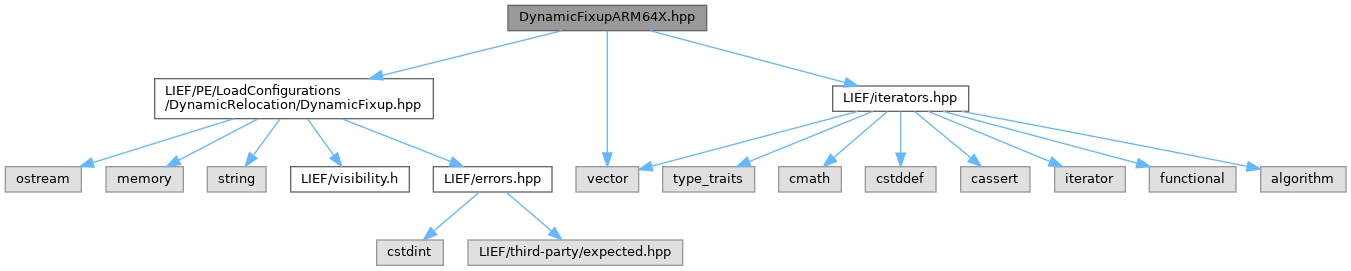 DynamicFixupARM64X.hpp
LIEF/PE/LoadConfigurations
/DynamicRelocation/DynamicFixup.hpp
LIEF/iterators.hpp
ostream
memory
string
LIEF/visibility.h
LIEF/errors.hpp
vector
type_traits
cmath
cstddef
cassert
iterator
functional
algorithm
cstdint
LIEF/third-party/expected.hpp